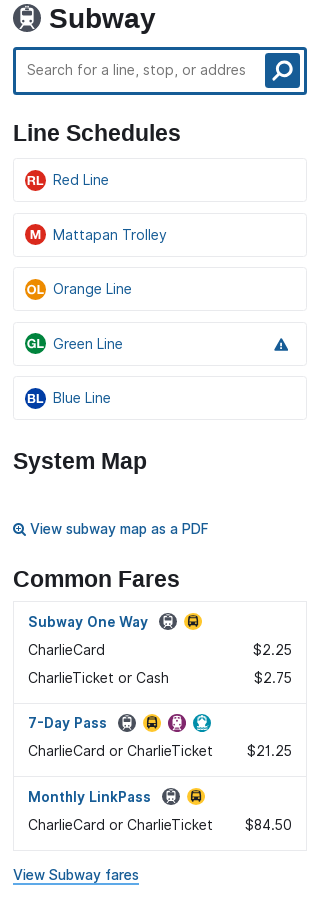 Subway
Search for a line, stop, or addres
Line Schedules
RL Red Line
M Mattapan Trolley
OL Orange Line
GL Green Line
BL Blue Line
System Map
View subway map as a PDF
Common Fares
Subway One Way
CharlieCard $2.25
CharlieTicket or Cash $2.75
7-Day Pass
CharlieCard or CharlieTicket $21.25
Monthly LinkPass
CharlieCard or CharlieTicket $84.50
View Subway fares